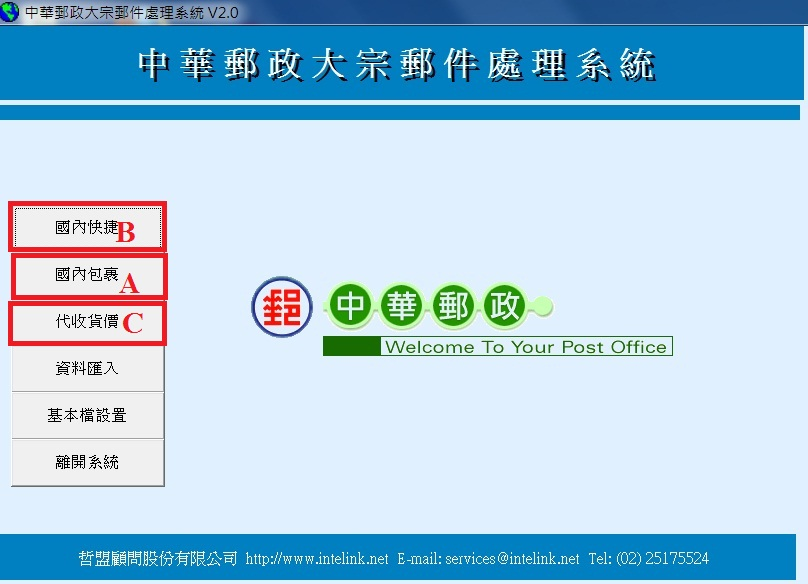 中華郵政大宗郵件處理系統 V2.0
中華郵政大宗郵件處理系統
國內快捷 B
國內包裹 A
代收貨價 C
資料匯入
基本檔設置
離開系統
郵 中華郵政
Welcome To Your Post Office
哲盟顧問股份有限公司 http://www.intelink.net E-mail: services@intelink.net Tel: (02) 25175524